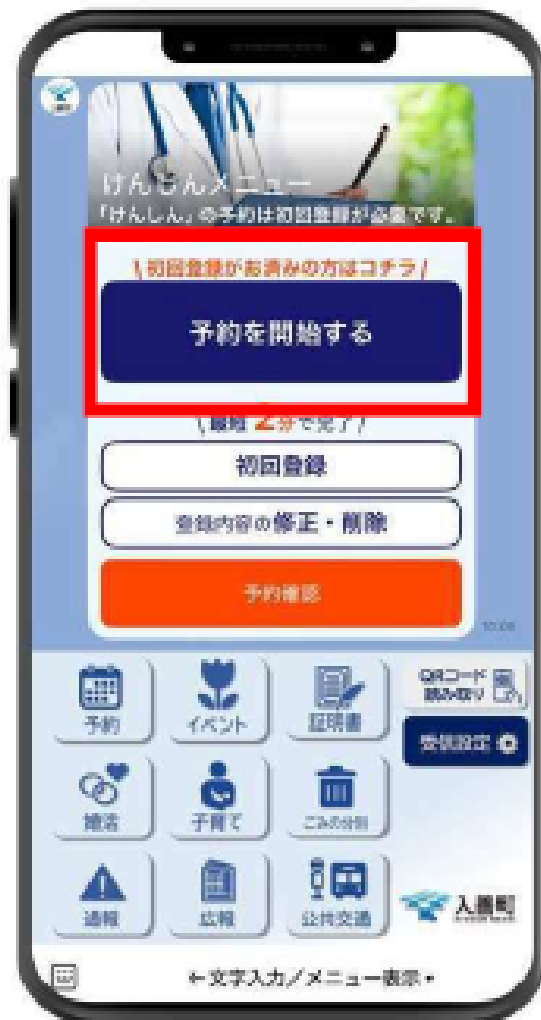 けんしんメニュー
「けんしん」の予約は初回登録が必要です。
\ 初回登録がお済みの方はコチラ /
予約を開始する
\ 最短 2分で完了 /
初回登録
登録内容の修正・削除
予約確認
10:08
予約
イベント
証明書
QRコード
読み取り
受信設定
婚活
子育て
ごみの分別
通報
広報
公共交通
入善町
←文字入力／メニュー表示・